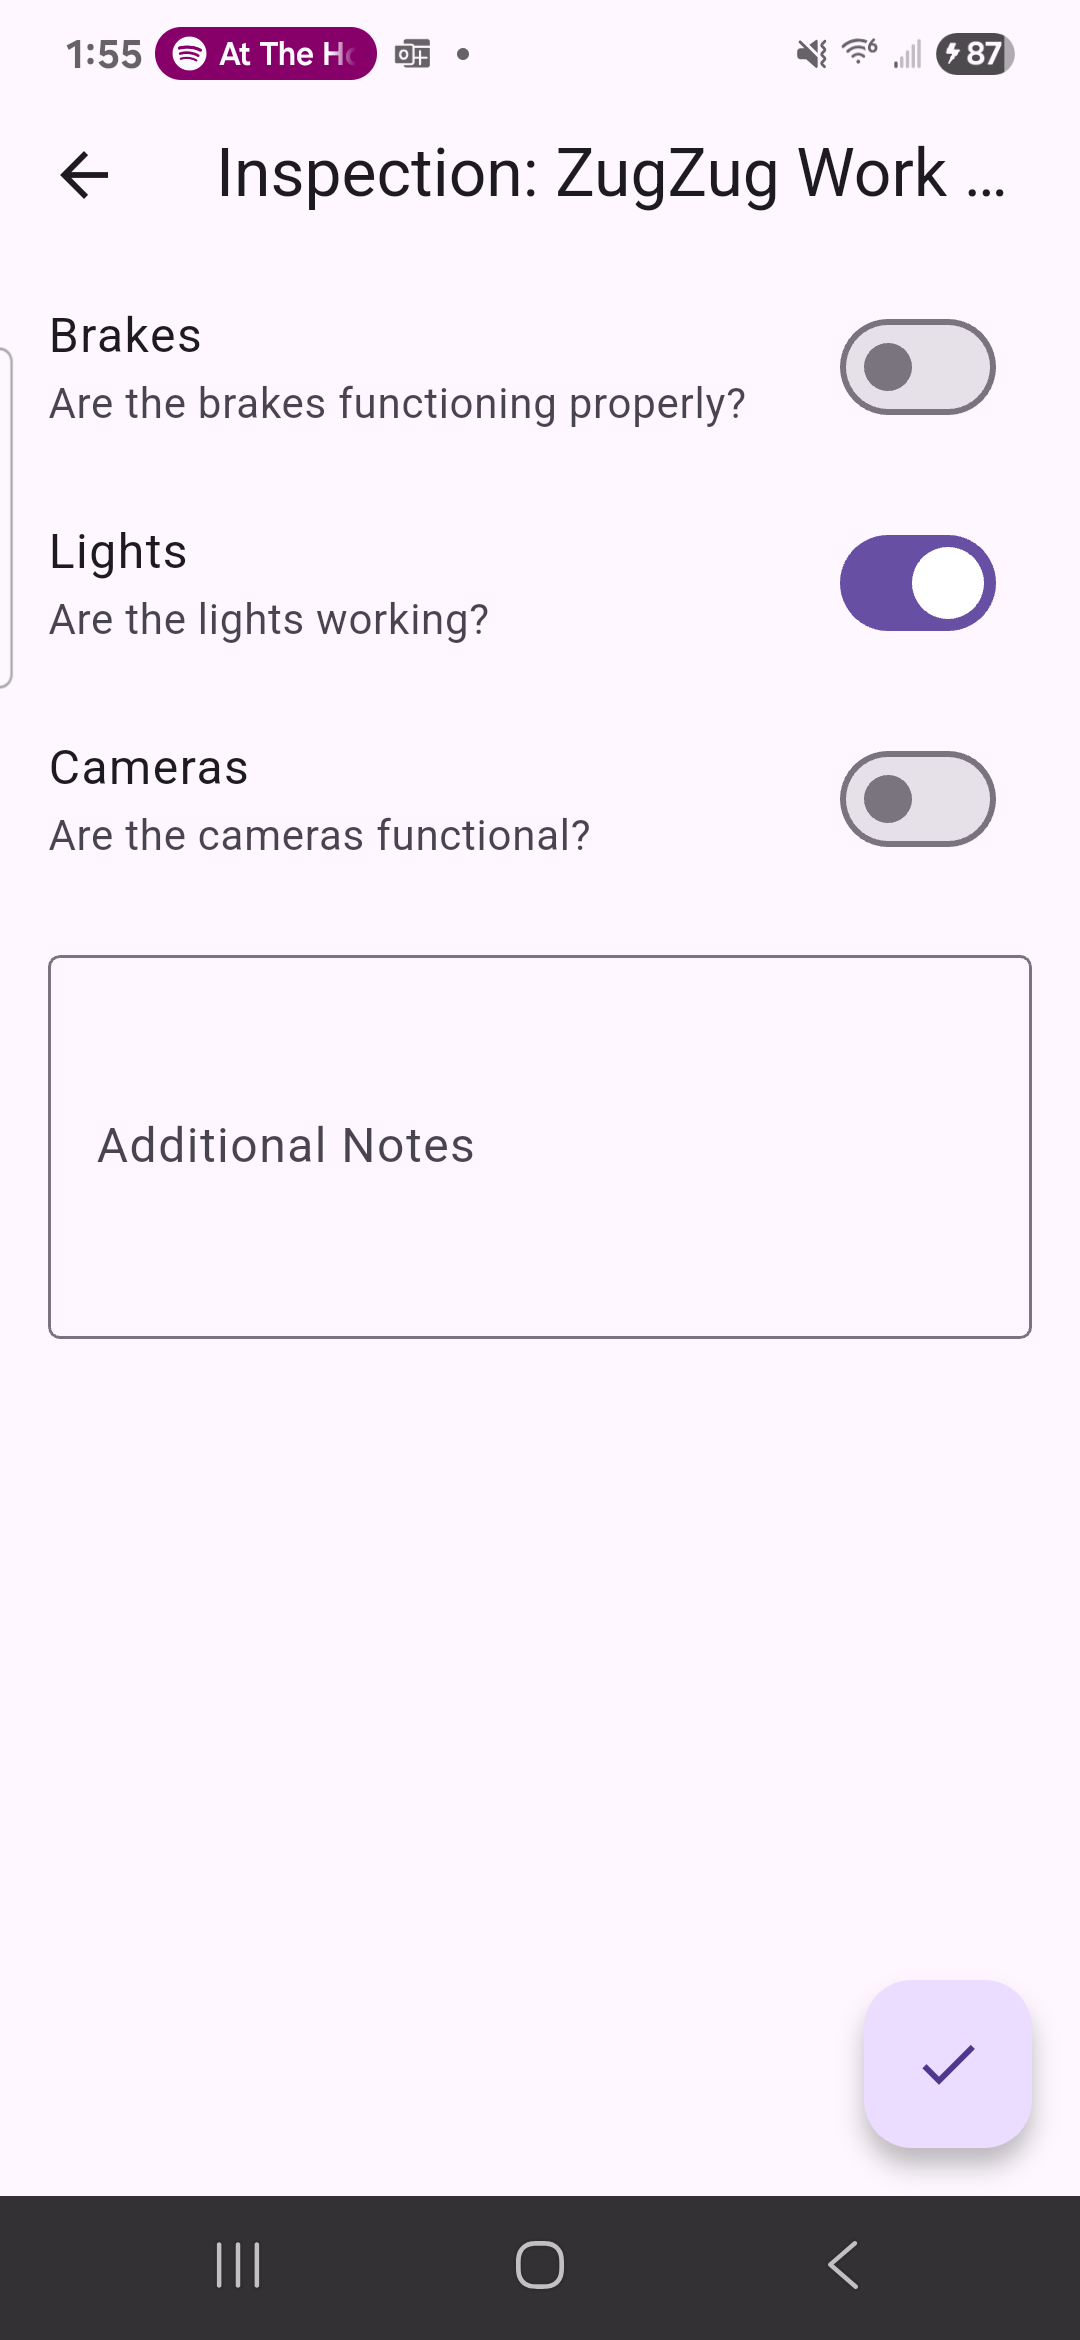 1:55 At The H 87
Inspection: ZugZug Work ...
Brakes
Are the brakes functioning properly?
Lights
Are the lights working?
Cameras
Are the cameras functional?
Additional Notes